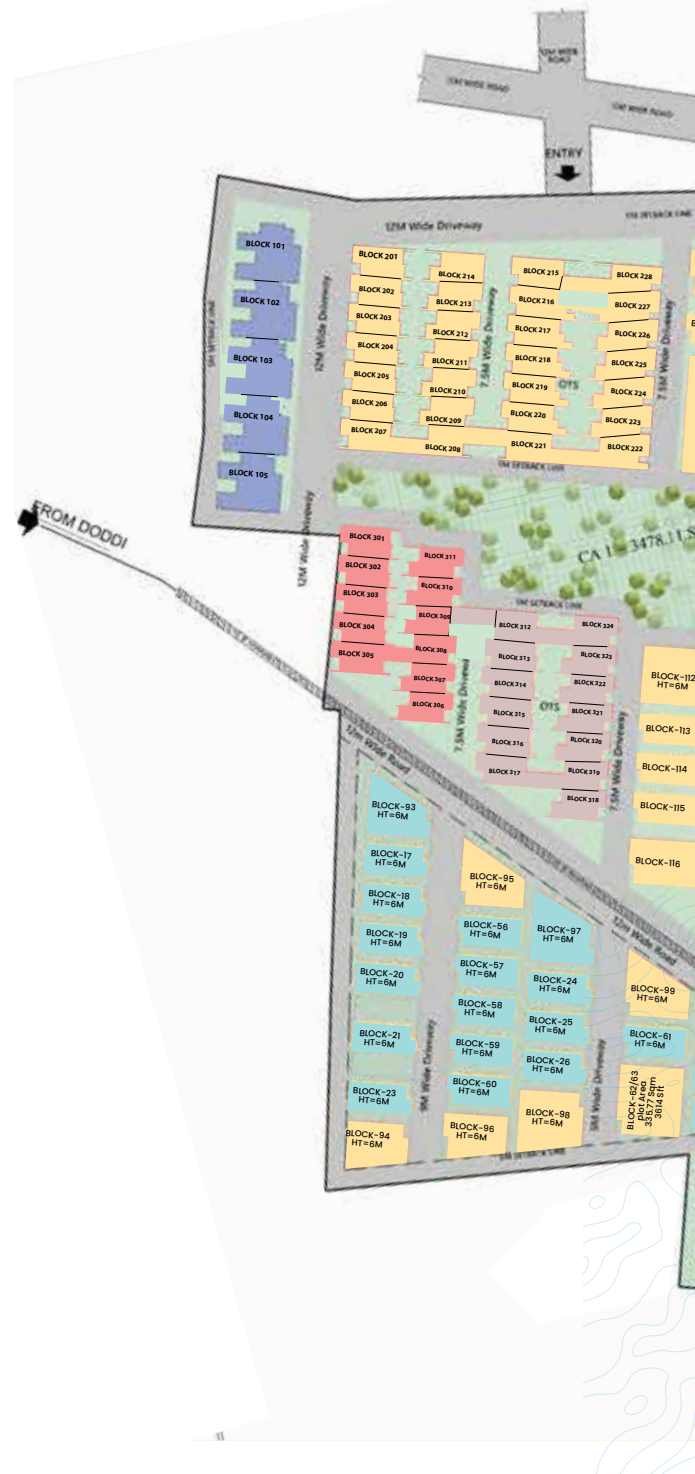 12M WIDE
ROAD
12M WIDE ROAD
12M WIDE ROAD
ENTRY
12M Wide Driveway
BLOCK 101
BLOCK 102
BLOCK 103
BLOCK 104
BLOCK 105
12M Wide Driveway
BLOCK 201
BLOCK 202
BLOCK 203
BLOCK 204
BLOCK 205
BLOCK 206
BLOCK 207
BLOCK 214
BLOCK 213
BLOCK 212
BLOCK 211
BLOCK 210
BLOCK 209
BLOCK 208
7.5M Wide Driveway
BLOCK 215
BLOCK 216
BLOCK 217
BLOCK 218
BLOCK 219
BLOCK 220
BLOCK 221
OTS
BLOCK 228
BLOCK 227
BLOCK 226
BLOCK 225
BLOCK 224
BLOCK 223
BLOCK 222
7.5M Wide Driveway
5M SETBACK LINE
FROM DODDI
12M Wide Driveway
CA 1 = 3478.11 S
BLOCK 301
BLOCK 302
BLOCK 303
BLOCK 304
BLOCK 305
BLOCK 311
BLOCK 310
BLOCK 309
BLOCK 308
BLOCK 307
BLOCK 306
7.5M Wide Drivewa
5M SETBACK LINE
BLOCK 312
BLOCK 313
BLOCK 314
BLOCK 315
BLOCK 316
BLOCK 317
OTS
BLOCK 324
BLOCK 323
BLOCK 322
BLOCK 321
BLOCK 320
BLOCK 319
BLOCK 318
7.5M Wide Driveway
BLOCK-112
HT=6M
BLOCK-113
BLOCK-114
BLOCK-115
BLOCK-116
12m Wide Road
12m Wide Road
BLOCK-93
HT=6M
BLOCK-17
HT=6M
BLOCK-18
HT=6M
BLOCK-19
HT=6M
BLOCK-20
HT=6M
BLOCK-21
HT=6M
BLOCK-23
HT=6M
BLOCK-94
HT=6M
9M Wide Driveway
BLOCK-95
HT=6M
BLOCK-56
HT=6M
BLOCK-57
HT=6M
BLOCK-58
HT=6M
BLOCK-59
HT=6M
BLOCK-60
HT=6M
BLOCK-96
HT=6M
BLOCK-97
HT=6M
BLOCK-24
HT=6M
BLOCK-25
HT=6M
BLOCK-26
HT=6M
BLOCK-98
HT=6M
9M Wide Driveway
BLOCK-99
HT=6M
BLOCK-61
HT=6M
BLOCK-62/63
plot Area
335.77 Sqm
3614 Sft